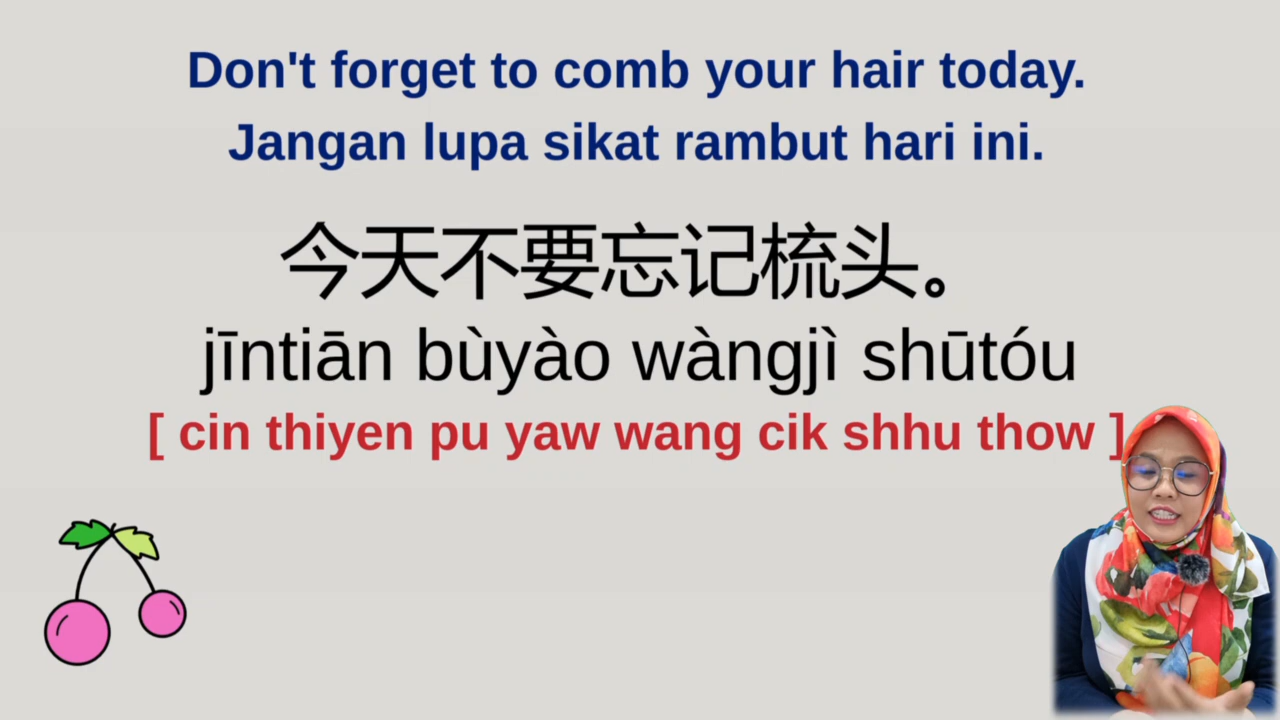 Don't forget to comb your hair today.
Jangan lupa sikat rambut hari ini.
今天不要忘记梳头。
jīntiān bùyào wàngjì shūtóu
[ cin thiyen pu yaw wang cik shhu thow ]